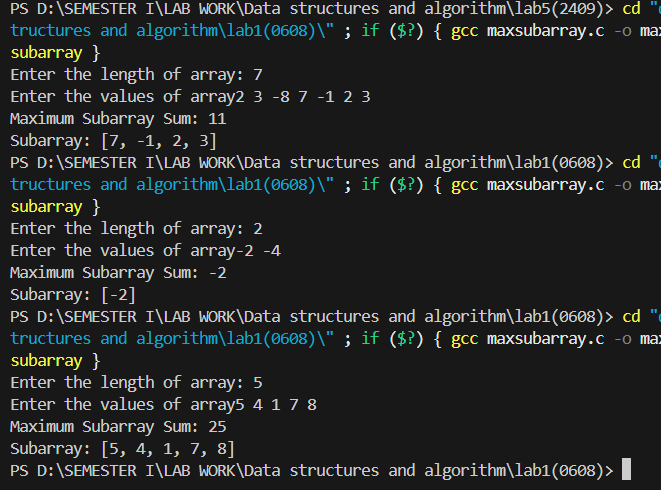 PS D:\SEMESTER I\LAB WORK\Data structures and algorithm\lab5(2409)> cd "d
tructures and algorithm\lab1(0608)\" ; if ($?) { gcc maxsubarray.c -o max
subarray }
Enter the length of array: 7
Enter the values of array2 3 -8 7 -1 2 3
Maximum Subarray Sum: 11
Subarray: [7, -1, 2, 3]
PS D:\SEMESTER I\LAB WORK\Data structures and algorithm\lab1(0608)> cd "d
tructures and algorithm\lab1(0608)\" ; if ($?) { gcc maxsubarray.c -o max
subarray }
Enter the length of array: 2
Enter the values of array-2 -4
Maximum Subarray Sum: -2
Subarray: [-2]
PS D:\SEMESTER I\LAB WORK\Data structures and algorithm\lab1(0608)> cd "d
tructures and algorithm\lab1(0608)\" ; if ($?) { gcc maxsubarray.c -o max
subarray }
Enter the length of array: 5
Enter the values of array5 4 1 7 8
Maximum Subarray Sum: 25
Subarray: [5, 4, 1, 7, 8]
PS D:\SEMESTER I\LAB WORK\Data structures and algorithm\lab1(0608)>